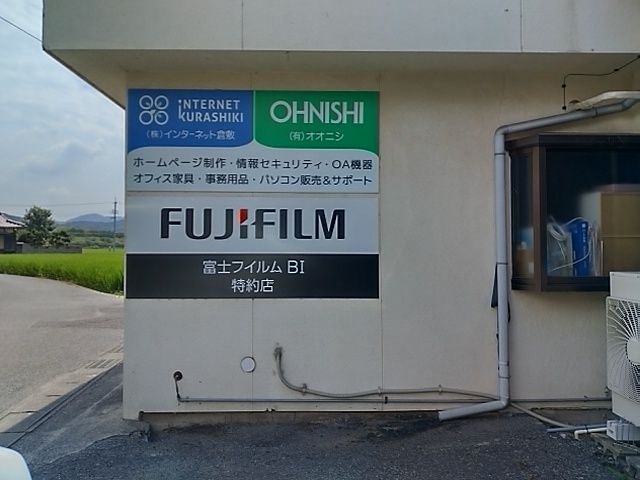 INTERNET
KURASHIKI
(株)インターネット倉敷
OHNISHI
(有)オオニシ
ホームページ制作・情報セキュリティ・OA機器
オフィス家具・事務用品・パソコン販売&サポート
FUJIFILM
富士フイルム BI
特約店